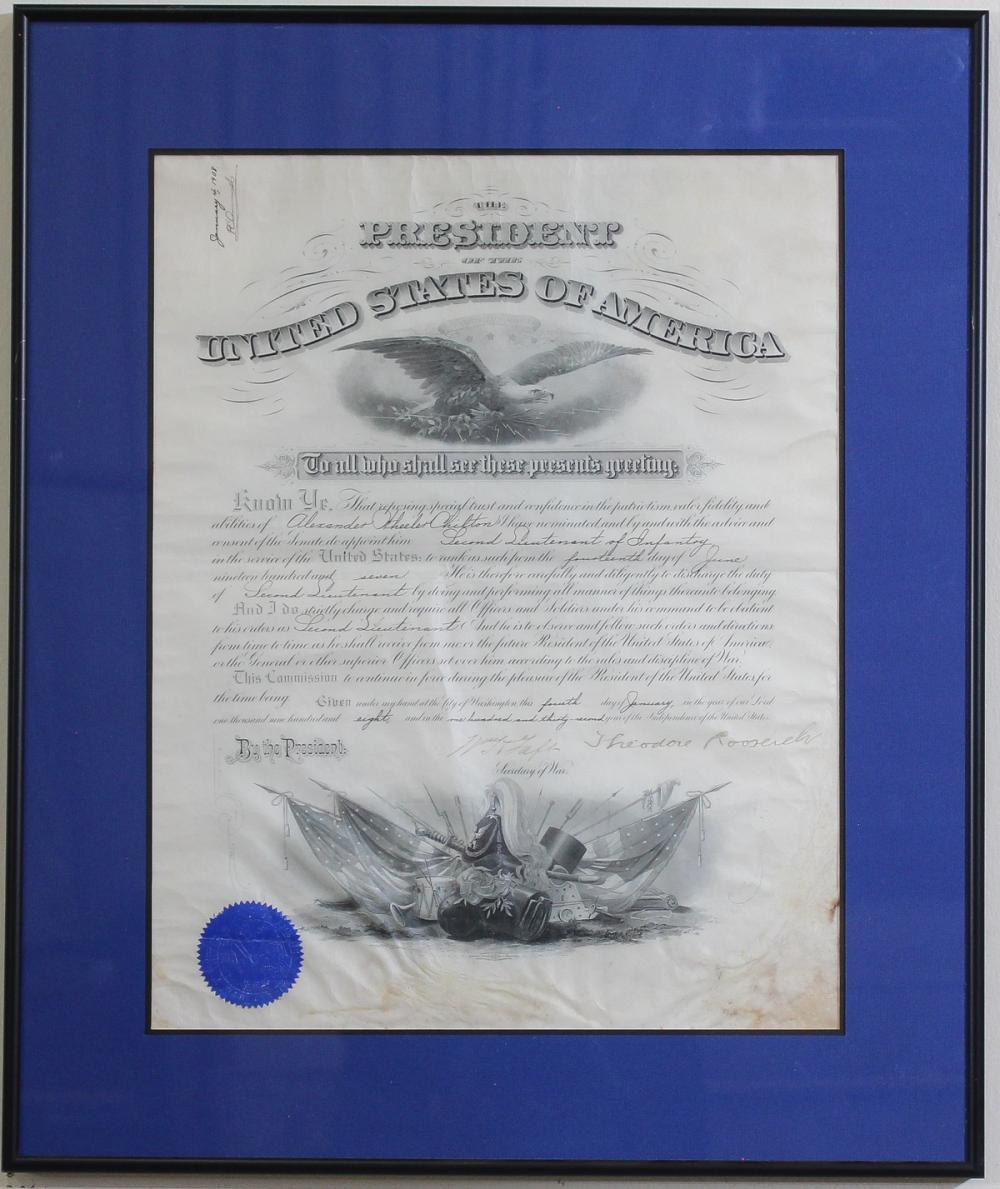 January 4, 1908
THE
PRESIDENT
OF THE
UNITED STATES OF AMERICA
To all who shall see these presents greeting:
Know Ye, That reposing special trust and confidence in the patriotism, valor, fidelity and
abilities of Alexander Wheeler Chilton I have nominated and by and with the advice and
consent of the Senate do appoint him Second Lieutenant of Infantry
in the service of the United States: to rank as such from the fourteenth day of June
nineteen hundred and seven. He is therefore carefully and diligently to discharge the duty
of Second Lieutenant by doing and performing all manner of things thereunto belonging
And I do strictly charge and require all Officers and Soldiers under his command to be obedient
to his orders as Second Lieutenant And he is to observe and follow such orders and directions
from time to time as he shall receive from me or the future President of the United States of America,
or the General or other superior Officers set over him according to the rules and discipline of War.
This Commission to continue in force during the pleasure of the President of the United States for
the time being.
Given under my hand at the City of Washington this fourth day of January, in the year of our Lord
one thousand nine hundred and eight, and in the one hundred and thirty second year of the Independence of the United States.
By the President:
Wm H Taft Theodore Roosevelt
Secretary of War.